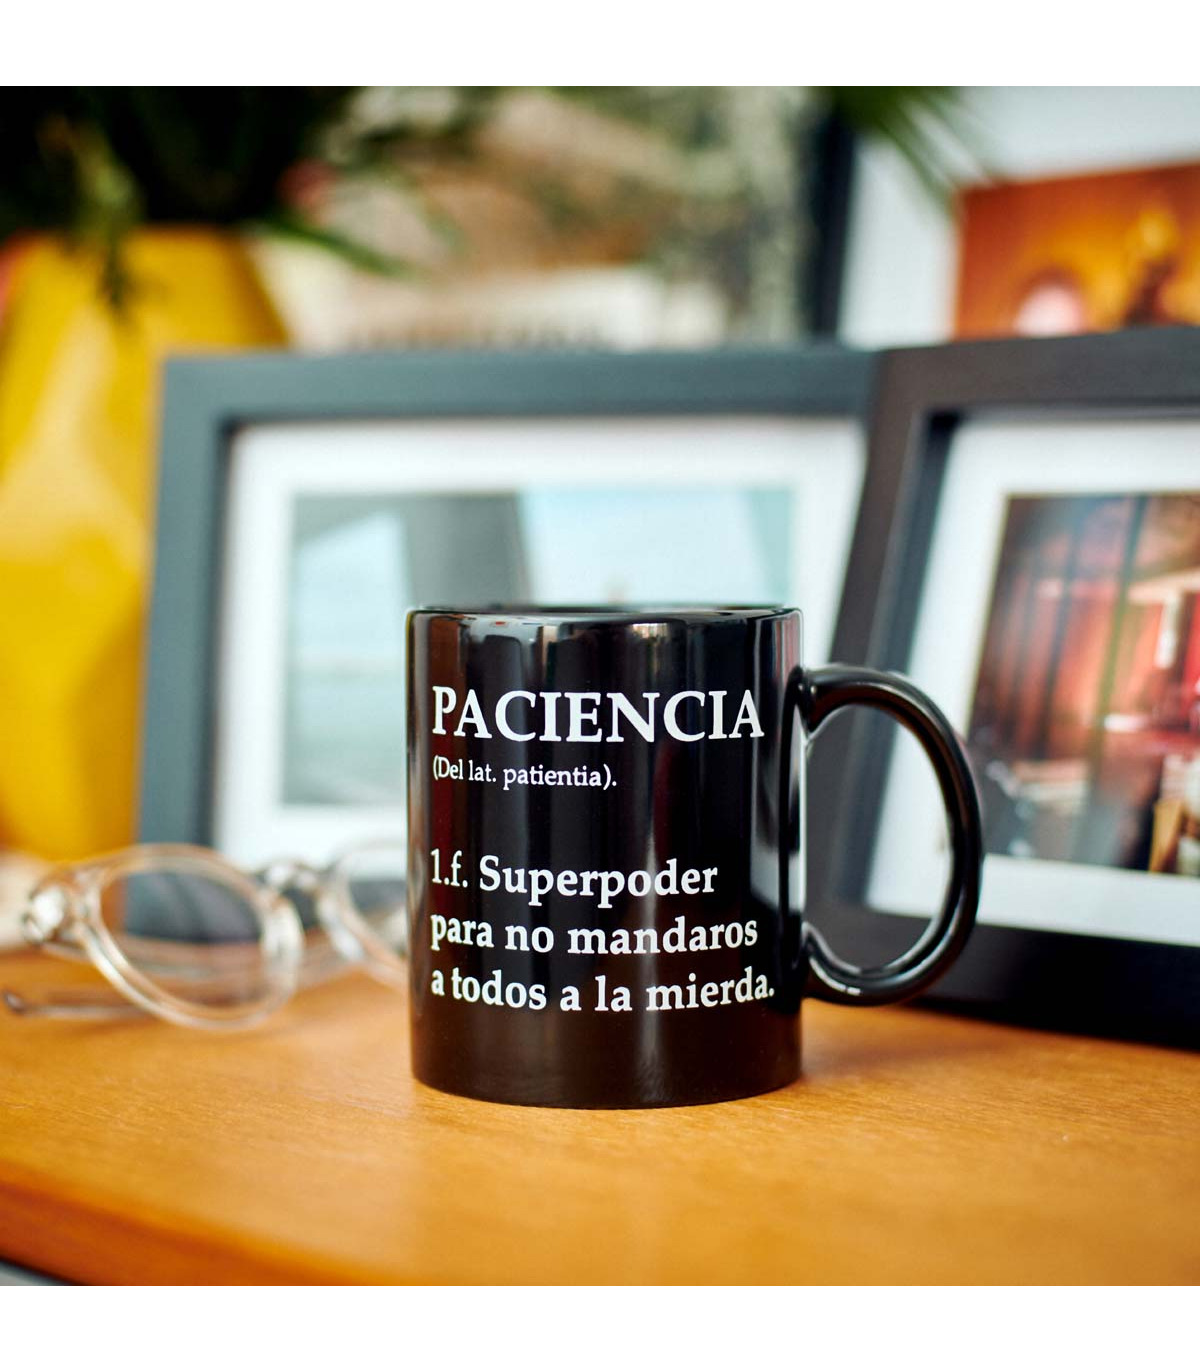 PACIENCIA
(Del lat. patientia).
1.f. Superpoder
para no mandaros
a todos a la mierda.